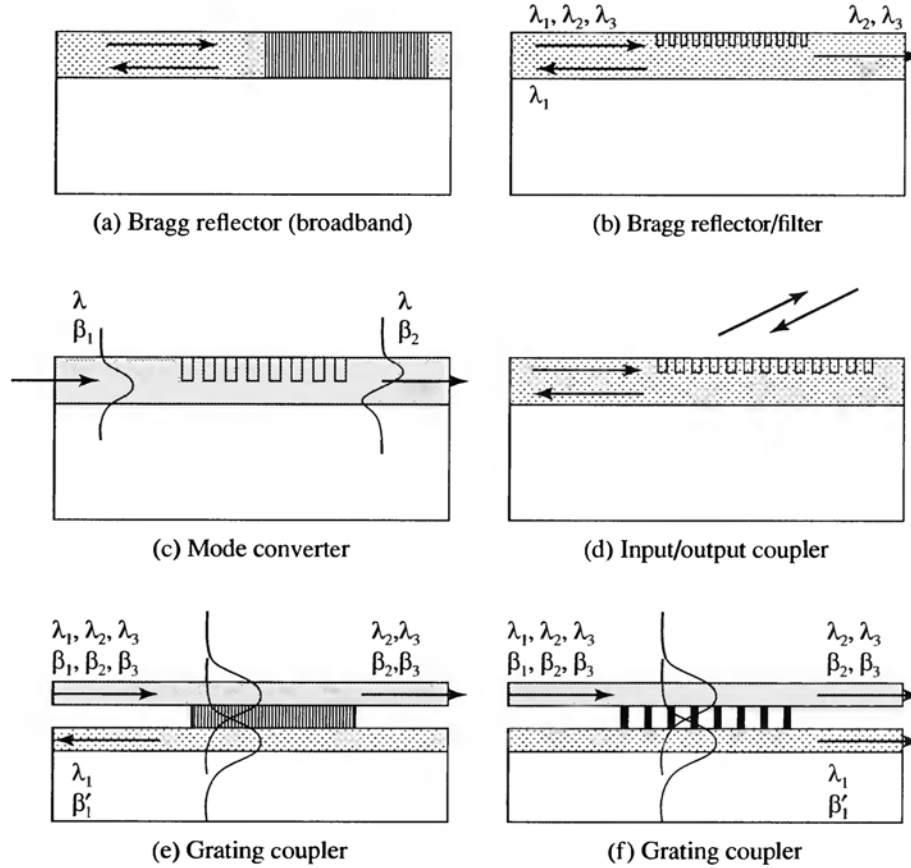 λ₁, λ₂, λ₃
λ₂, λ₃
λ₁
(a) Bragg reflector (broadband)
(b) Bragg reflector/filter
λ
β₁
λ
β₂
(c) Mode converter
(d) Input/output coupler
λ₁, λ₂, λ₃
β₁, β₂, β₃
λ₂,λ₃
β₂,β₃
λ₁
β′₁
(e) Grating coupler
λ₁, λ₂, λ₃
β₁, β₂, β₃
λ₂, λ₃
β₂, β₃
λ₁
β′₁
(f) Grating coupler